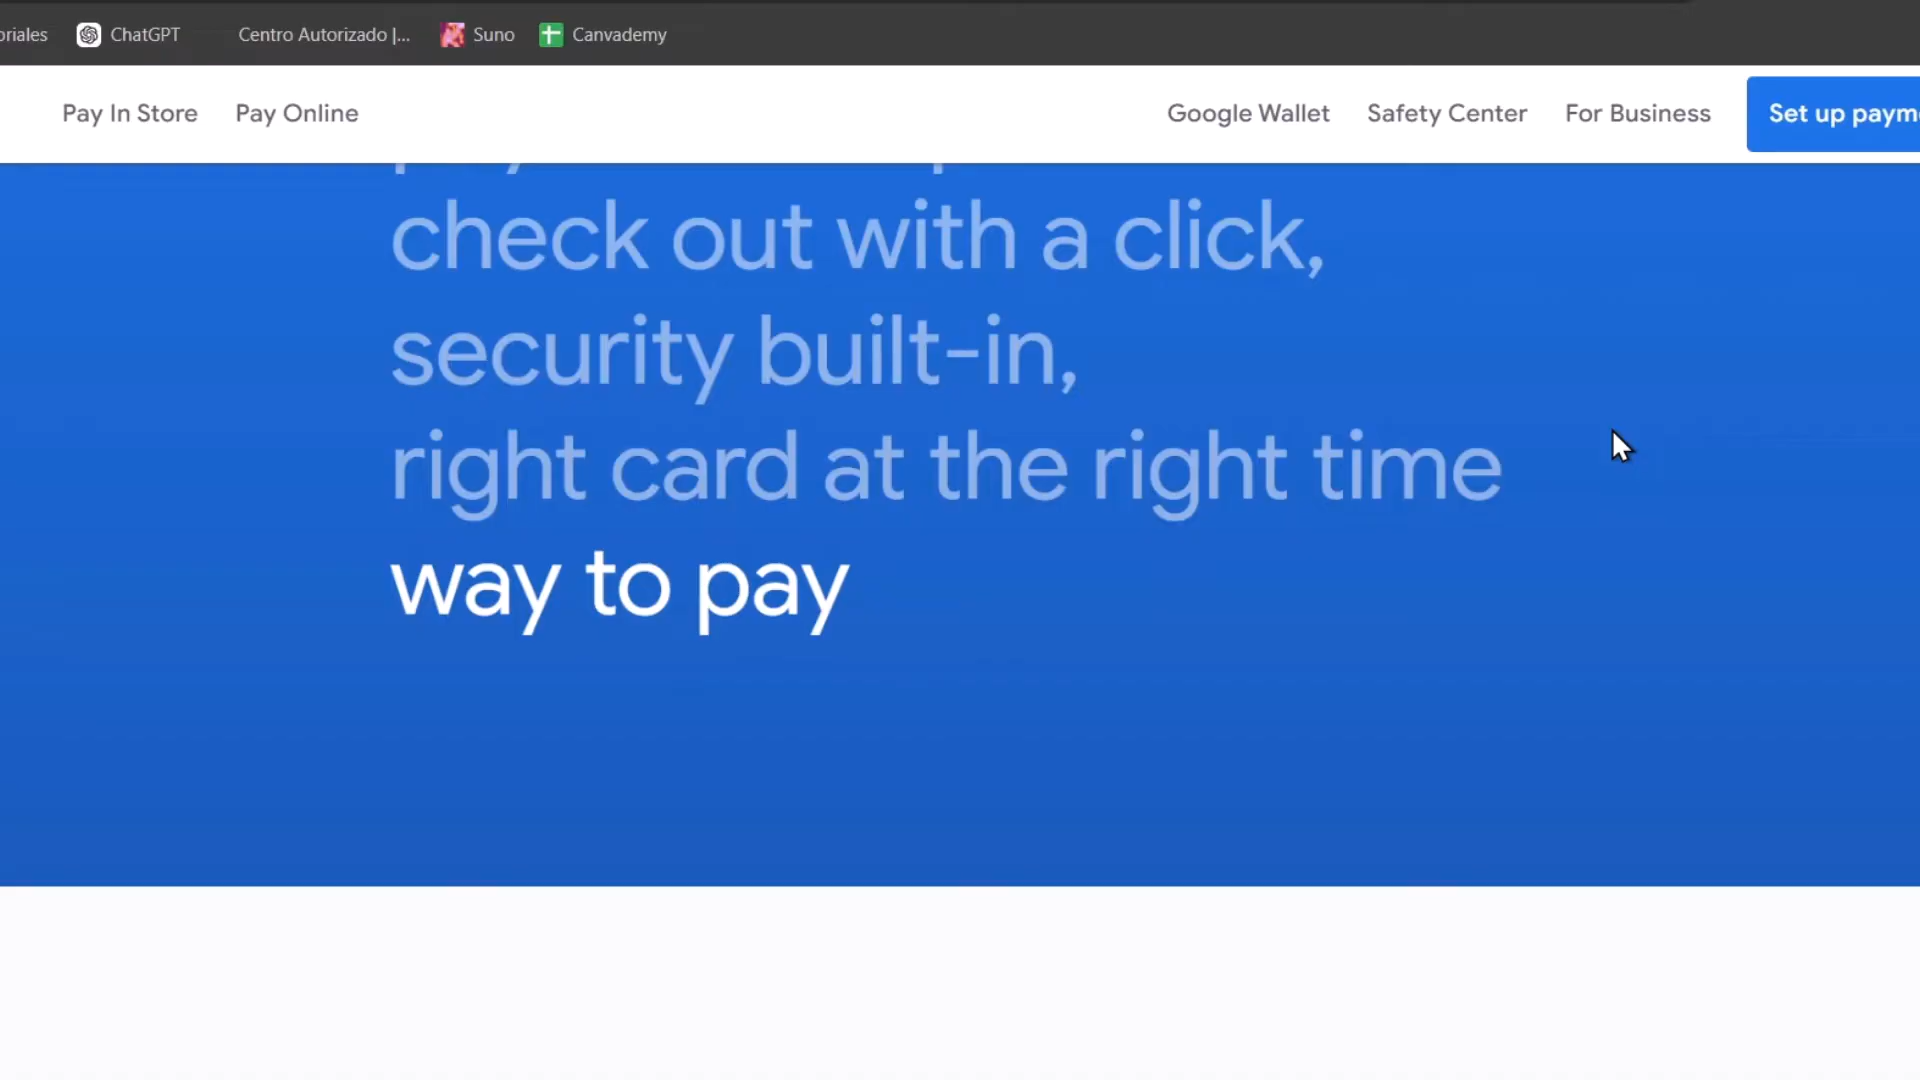 oriales ChatGPT Centro Autorizado |... Suno Canvademy
Pay In Store Pay Online Google Wallet Safety Center For Business Set up paym
check out with a click,
security built-in,
right card at the right time
way to pay